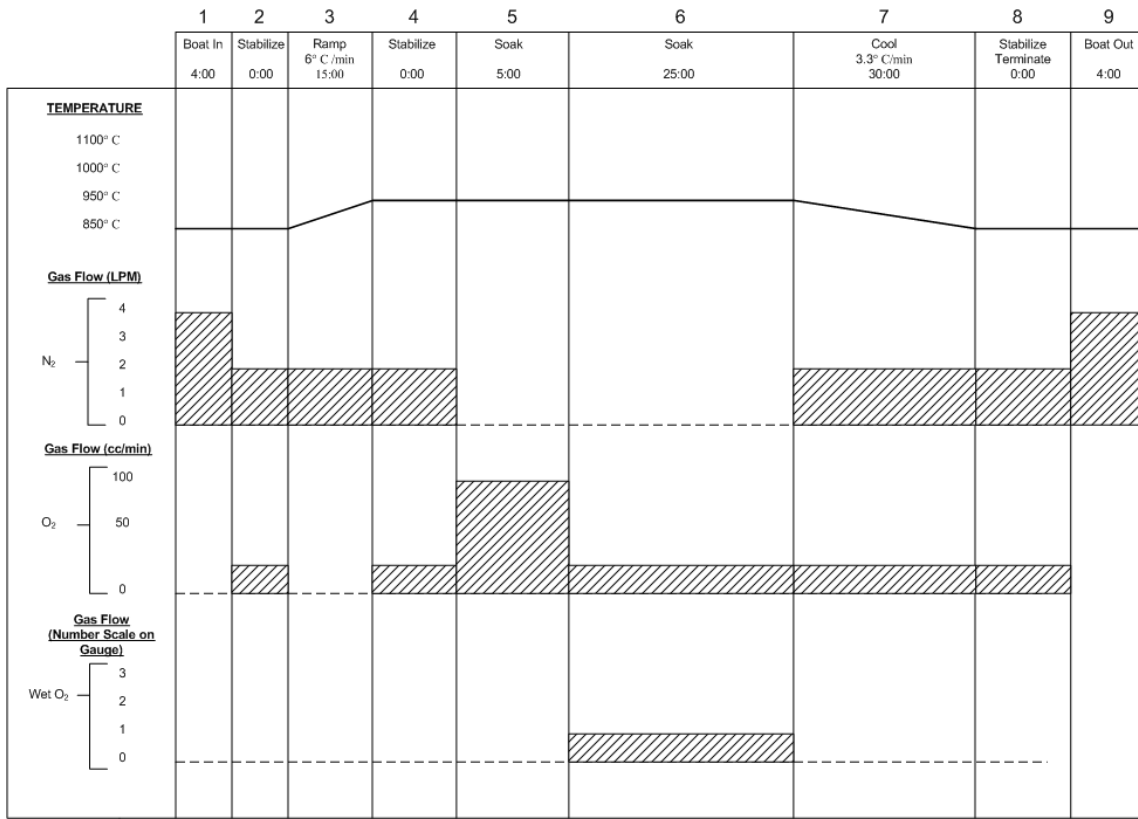 1 2 3 4 5 6 7 8 9
Boat In Stabilize Ramp Stabilize Soak Soak Cool Stabilize Boat Out
6° C /min 3.3° C/min Terminate
4:00 0:00 15:00 0:00 5:00 25:00 30:00 0:00 4:00
TEMPERATURE
1100° C
1000° C
950° C
850° C
Gas Flow (LPM)
4
3
N₂ 2
1
0
Gas Flow (cc/min)
100
O₂ 50
0
Gas Flow
(Number Scale on
Gauge)
3
Wet O₂ 2
1
0